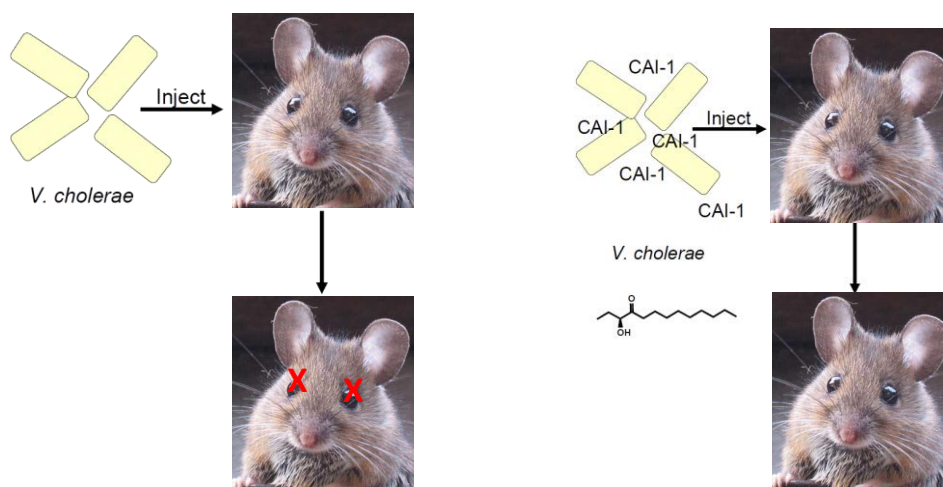 Inject
V. cholerae
X X
CAI-1
Inject
CAI-1
CAI-1
CAI-1
CAI-1
V. cholerae
O
OH